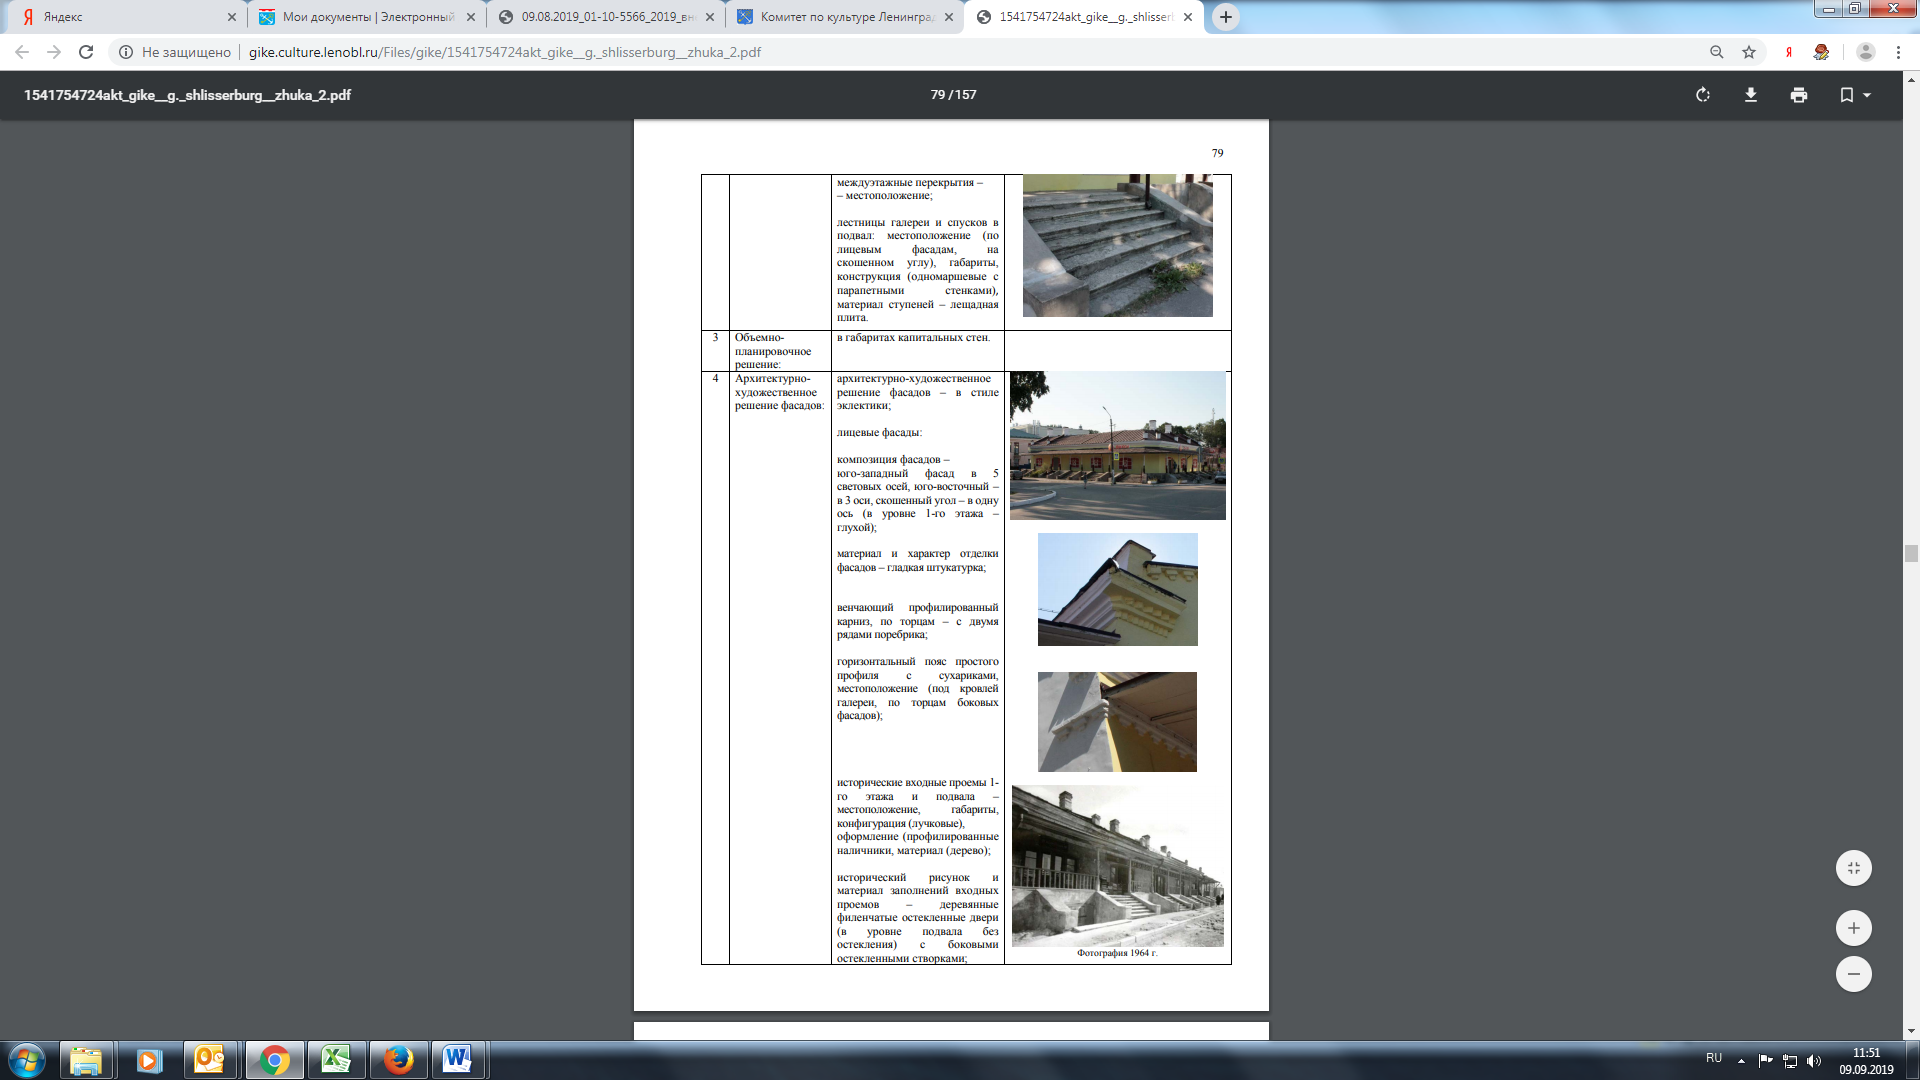 Яндекс
Мои документы | Электронный
09.08.2019_01-10-5566_2019_вн
Комитет по культуре Ленинград
1541754724akt_gike__g._shlisser
Не защищено
gike.culture.lenobl.ru/Files/gike/1541754724akt_gike__g._shlisserburg__zhuka_2.pdf
1541754724akt_gike__g._shlisserburg__zhuka_2.pdf
79 / 157
79
междуэтажные перекрытия –
– местоположение;
лестницы галереи и спусков в
подвал: местоположение (по
лицевым фасадам, на
скошенном углу), габариты,
конструкция (одномаршевые с
парапетными стенками),
материал ступеней – лещадная
плита.
3
Объемно-
планировочное
решение:
в габаритах капитальных стен.
4
Архитектурно-
художественное
решение фасадов:
архитектурно-художественное
решение фасадов – в стиле
эклектики;
лицевые фасады:
композиция фасадов –
юго-западный фасад в 5
световых осей, юго-восточный –
в 3 оси, скошенный угол – в одну
ось (в уровне 1-го этажа –
глухой);
материал и характер отделки
фасадов – гладкая штукатурка;
венчающий профилированный
карниз, по торцам – с двумя
рядами поребрика;
горизонтальный пояс простого
профиля с сухариками,
местоположение (под кровлей
галереи, по торцам боковых
фасадов);
исторические входные проемы 1-
го этажа и подвала –
местоположение, габариты,
конфигурация (лучковые),
оформление (профилированные
наличники, материал (дерево);
исторический рисунок и
материал заполнений входных
проемов – деревянные
филенчатые остекленные двери
(в уровне подвала без
остекления) с боковыми
остекленными створками;
Фотография 1964 г.
RU
11:51
09.09.2019